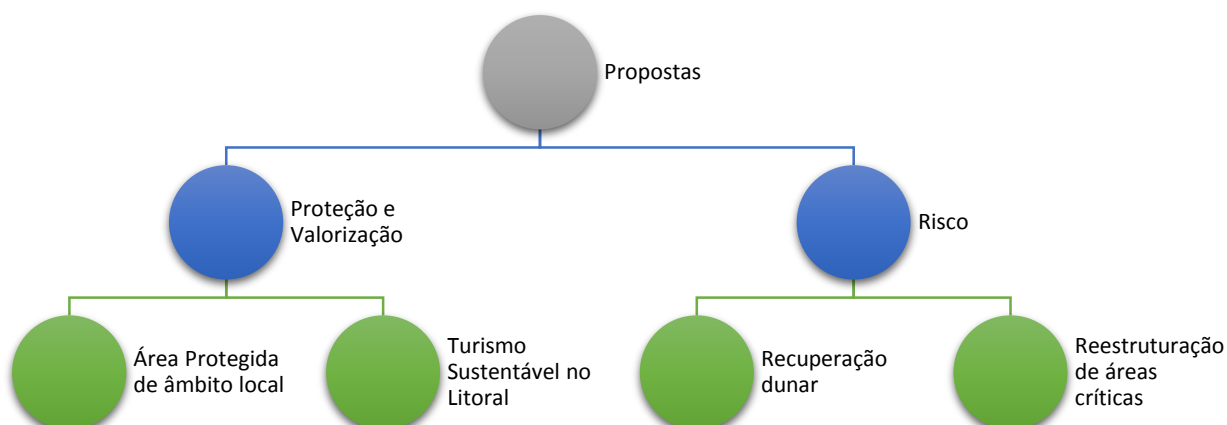 Propostas
Proteção e
Valorização
Risco
Área Protegida
de âmbito local
Turismo
Sustentável no
Litoral
Recuperação
dunar
Reestruturação
de áreas
críticas